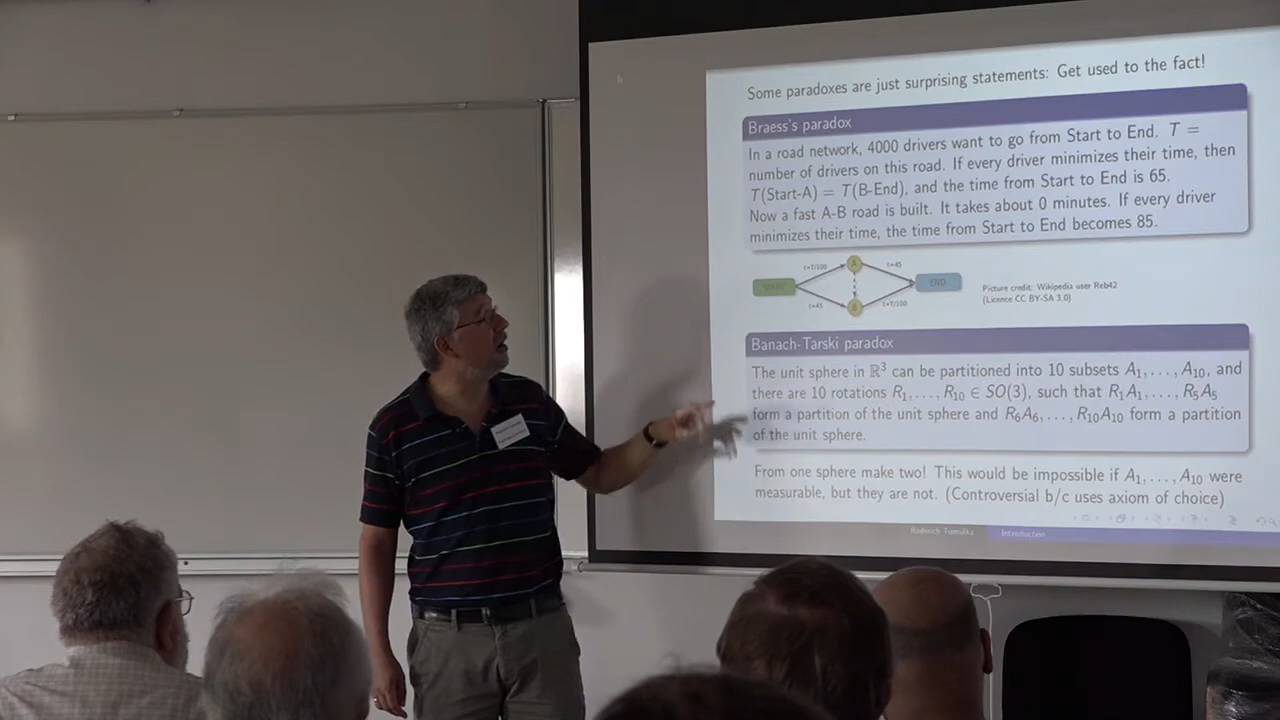 Some paradoxes are just surprising statements: Get used to the fact!
Braess's paradox
In a road network, 4000 drivers want to go from Start to End. T =
number of drivers on this road. If every driver minimizes their time, then
T(Start-A) = T(B-End), and the time from Start to End is 65.
Now a fast A-B road is built. It takes about 0 minutes. If every driver
minimizes their time, the time from Start to End becomes 85.
t=T/100
A
t=45
START
END
t=45
B
t=T/100
Picture credit: Wikipedia user Reb42
(Licence CC BY-SA 3.0)
Banach-Tarski paradox
The unit sphere in ℝ³ can be partitioned into 10 subsets A₁, . . . , A₁₀, and
there are 10 rotations R₁, . . . , R₁₀ ∈ SO(3), such that R₁A₁, . . . , R₅A₅
form a partition of the unit sphere and R₆A₆, . . . , R₁₀A₁₀ form a partition
of the unit sphere.
From one sphere make two! This would be impossible if A₁, . . . , A₁₀ were
measurable, but they are not. (Controversial b/c uses axiom of choice)
Introduction